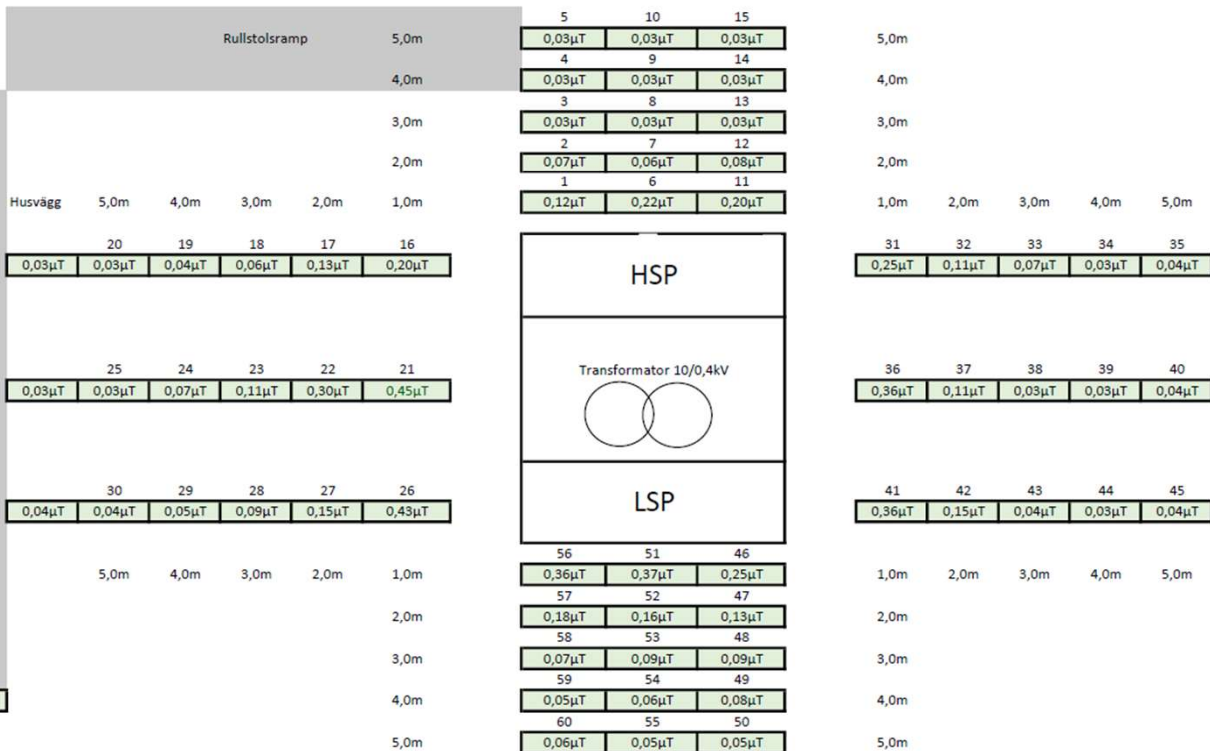 5 10 15
Rullstolsramp 5,0m 0,03µT 0,03µT 0,03µT 5,0m
4 9 14
4,0m 0,03µT 0,03µT 0,03µT 4,0m
3 8 13
3,0m 0,03µT 0,03µT 0,03µT 3,0m
2 7 12
2,0m 0,07µT 0,06µT 0,08µT 2,0m
1 6 11
Husvägg 5,0m 4,0m 3,0m 2,0m 1,0m 0,12µT 0,22µT 0,20µT 1,0m 2,0m 3,0m 4,0m 5,0m
20 19 18 17 16 31 32 33 34 35
0,03µT 0,03µT 0,04µT 0,06µT 0,13µT 0,20µT HSP 0,25µT 0,11µT 0,07µT 0,03µT 0,04µT
25 24 23 22 21 Transformator 10/0,4kV 36 37 38 39 40
0,03µT 0,03µT 0,07µT 0,11µT 0,30µT 0,45µT 0,36µT 0,11µT 0,03µT 0,03µT 0,04µT
30 29 28 27 26 41 42 43 44 45
0,04µT 0,04µT 0,05µT 0,09µT 0,15µT 0,43µT LSP 0,36µT 0,15µT 0,04µT 0,03µT 0,04µT
56 51 46
5,0m 4,0m 3,0m 2,0m 1,0m 0,36µT 0,37µT 0,25µT 1,0m 2,0m 3,0m 4,0m 5,0m
57 52 47
2,0m 0,18µT 0,16µT 0,13µT 2,0m
58 53 48
3,0m 0,07µT 0,09µT 0,09µT 3,0m
59 54 49
4,0m 0,05µT 0,06µT 0,08µT 4,0m
60 55 50
5,0m 0,06µT 0,05µT 0,05µT 5,0m